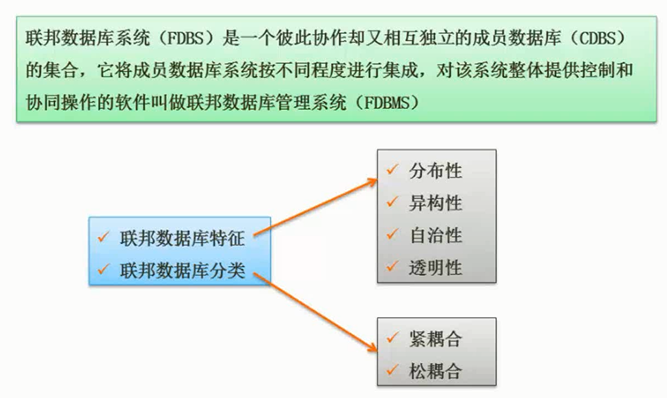 联邦数据库系统（FDBS）是一个彼此协作却又相互独立的成员数据库（CDBS）
的集合，它将成员数据库系统按不同程度进行集成，对该系统整体提供控制和
协同操作的软件叫做联邦数据库管理系统（FDBMS）
✓ 联邦数据库特征
✓ 联邦数据库分类
✓ 分布性
✓ 异构性
✓ 自治性
✓ 透明性
✓ 紧耦合
✓ 松耦合